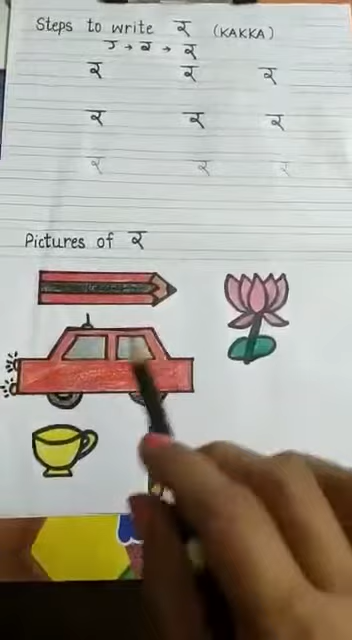 Steps to write ਕ (KAKKA)
→ → ਕ
ਕ ਕ ਕ
ਕ ਕ ਕ
ਕ ਕ ਕ
Pictures of ਕ